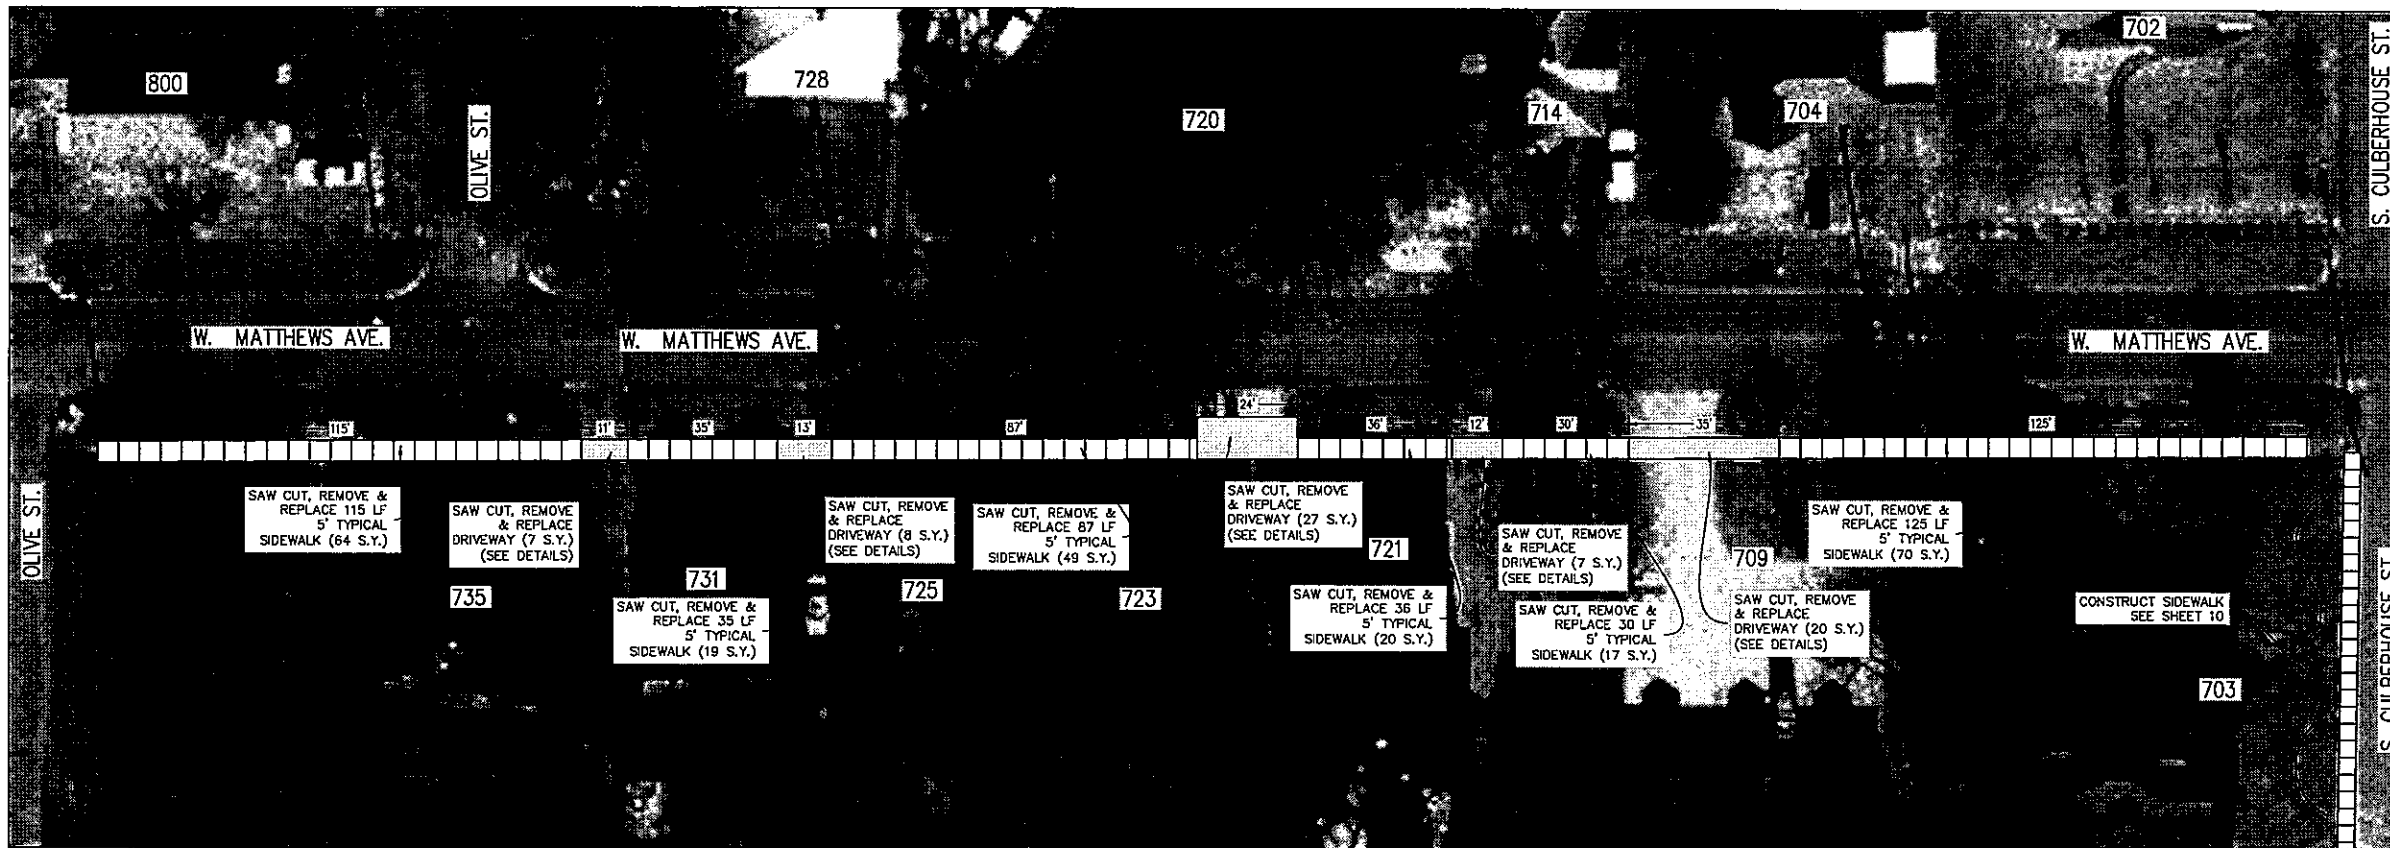 702
800
728
720
714
704
OLIVE ST.
S. CULBERHOUSE ST.
W. MATTHEWS AVE.
W. MATTHEWS AVE.
W. MATTHEWS AVE.
115'
11'
35'
13'
87'
24'
36'
12'
30'
35'
125'
OLIVE ST.
SAW CUT, REMOVE &
REPLACE 115 LF
5' TYPICAL
SIDEWALK (64 S.Y.)
SAW CUT, REMOVE
& REPLACE
DRIVEWAY (7 S.Y.)
(SEE DETAILS)
735
731
SAW CUT, REMOVE &
REPLACE 35 LF
5' TYPICAL
SIDEWALK (19 S.Y.)
SAW CUT, REMOVE
& REPLACE
DRIVEWAY (8 S.Y.)
(SEE DETAILS)
725
SAW CUT, REMOVE &
REPLACE 87 LF
5' TYPICAL
SIDEWALK (49 S.Y.)
723
SAW CUT, REMOVE
& REPLACE
DRIVEWAY (27 S.Y.)
(SEE DETAILS)
721
SAW CUT, REMOVE &
REPLACE 36 LF
5' TYPICAL
SIDEWALK (20 S.Y.)
SAW CUT, REMOVE
& REPLACE
DRIVEWAY (7 S.Y.)
(SEE DETAILS)
SAW CUT, REMOVE &
REPLACE 30 LF
5' TYPICAL
SIDEWALK (17 S.Y.)
709
SAW CUT, REMOVE
& REPLACE
DRIVEWAY (20 S.Y.)
(SEE DETAILS)
SAW CUT, REMOVE &
REPLACE 125 LF
5' TYPICAL
SIDEWALK (70 S.Y.)
CONSTRUCT SIDEWALK
SEE SHEET 10
703
S. CULBERHOUSE ST.